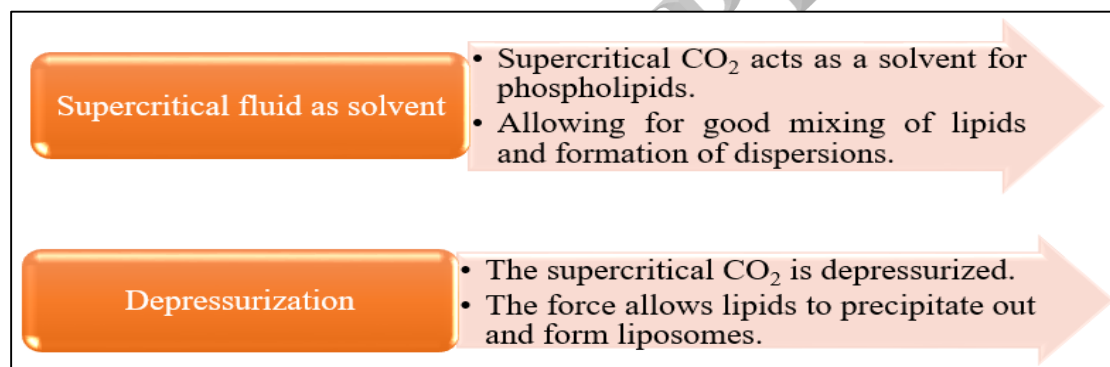 Supercritical fluid as solvent
• Supercritical CO₂ acts as a solvent for
phospholipids.
• Allowing for good mixing of lipids
and formation of dispersions.
Depressurization
• The supercritical CO₂ is depressurized.
• The force allows lipids to precipitate out
and form liposomes.